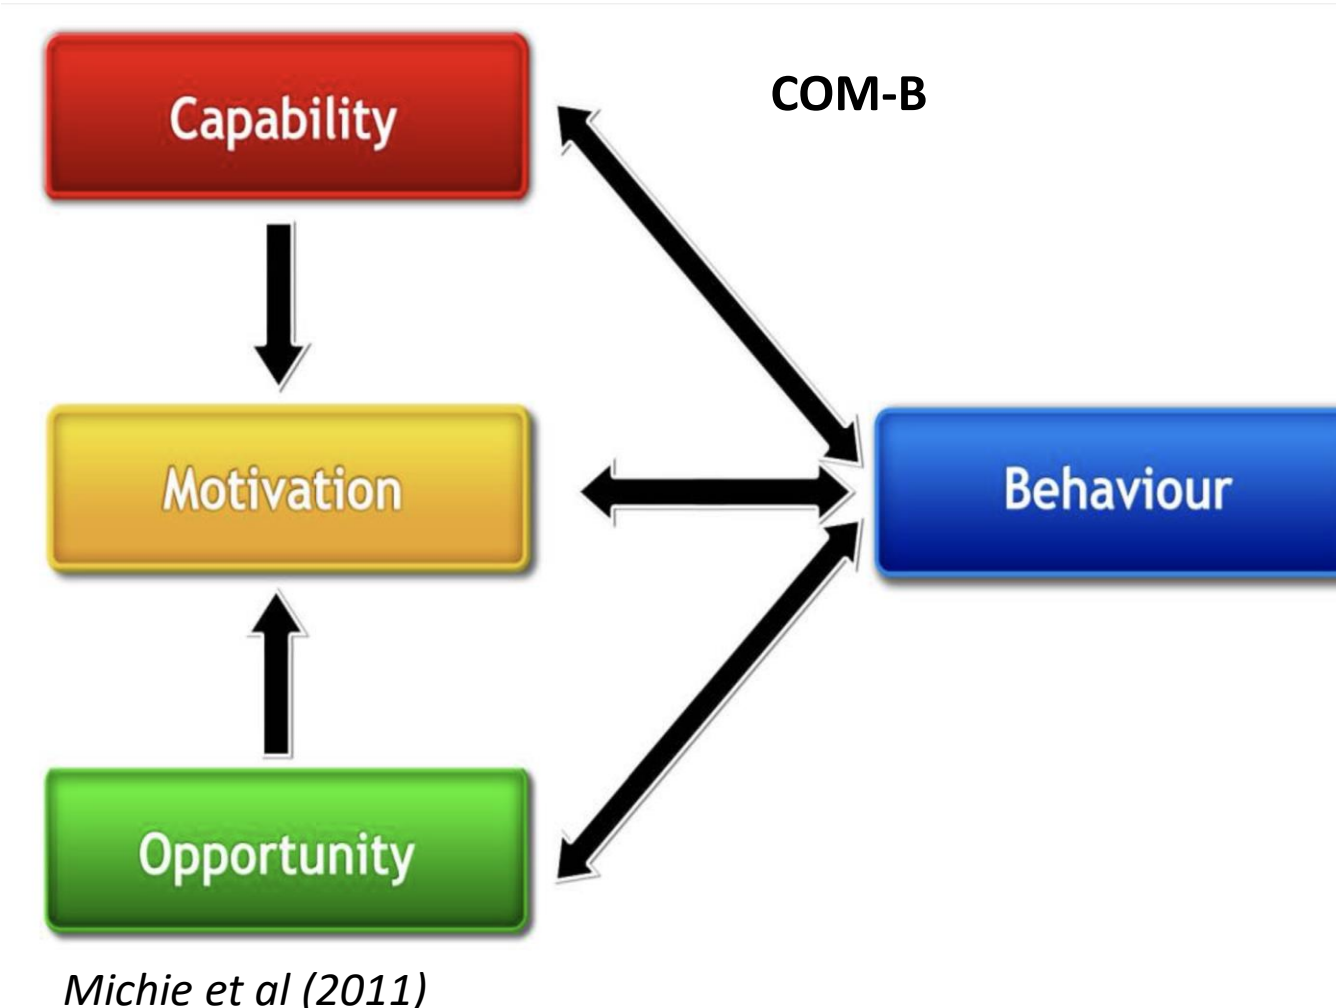 COM-B
Capability
Motivation
Behaviour
Opportunity
Michie et al (2011)